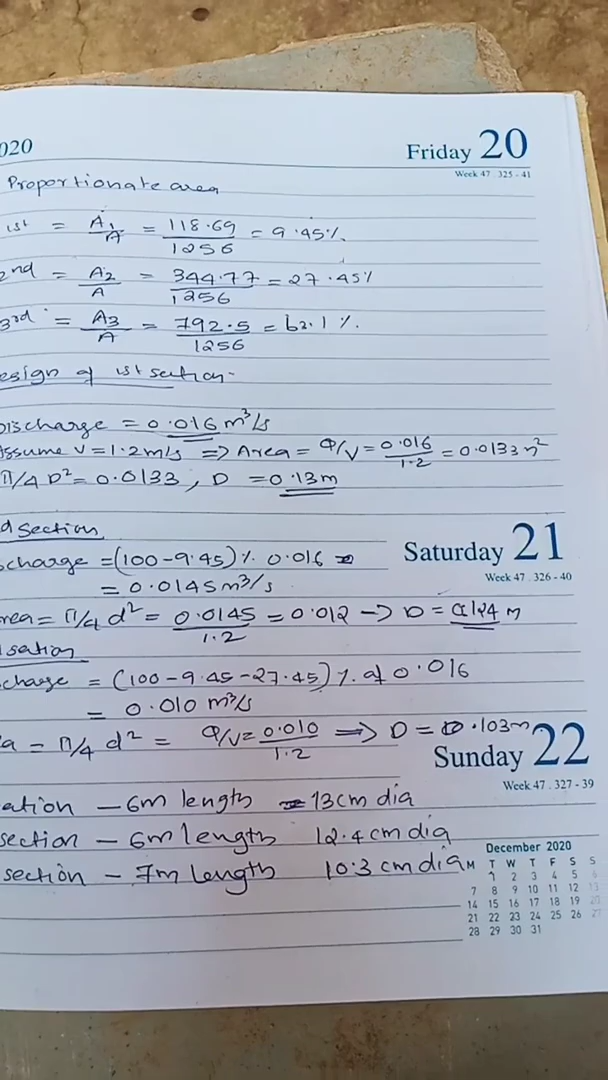 020
Friday 20
Week 47 . 325 - 41
Proportionate area
1st = A1/A = 118.69/1256 = 9.45%.
2nd = A2/A = 344.77/1256 = 27.45%
3rd = A3/A = 792.5/1256 = 63.1 %.
esign of 1st section-
Discharge = 0.016 m³/s
Assume V = 1.2 m/s => Area = Q/V = 0.016/1.2 = 0.0133 m²
π/4 D² = 0.0133, D = 0.13m
d section
scharge = (100-9.45)% 0.016
= 0.0145 m³/s
Saturday 21
Week 47 . 326 - 40
rea = π/4 d² = 0.0145/1.2 = 0.012 -> D = 0.124 m
section
charge = (100-9.45-27.45)% of 0.016
= 0.010 m³/s
a = π/4 d² = Q/V = 0.010/1.2 => D = 0.103m
Sunday 22
Week 47 . 327 - 39
ation - 6m length - 13cm dia
section - 6m length 12.4 cm dia
section - 7m length 10.3 cm dia
December 2020
M T W T F S S
1 2 3 4 5 6
7 8 9 10 11 12 13
14 15 16 17 18 19 20
21 22 23 24 25 26 27
28 29 30 31